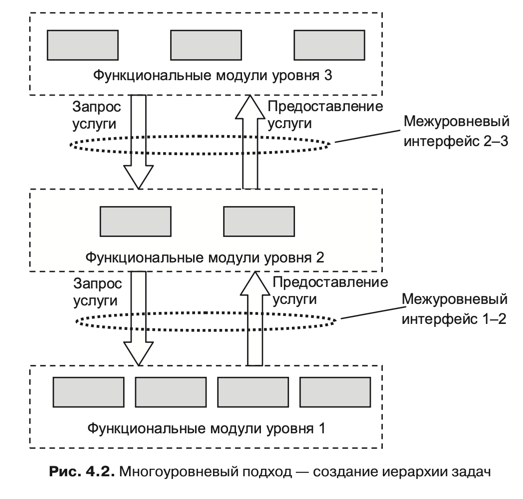 Функциональные модули уровня 3
Запрос
услуги
Предоставление
услуги
Межуровневый
интерфейс 2–3
Функциональные модули уровня 2
Запрос
услуги
Предоставление
услуги
Межуровневый
интерфейс 1–2
Функциональные модули уровня 1
Рис. 4.2. Многоуровневый подход — создание иерархии задач